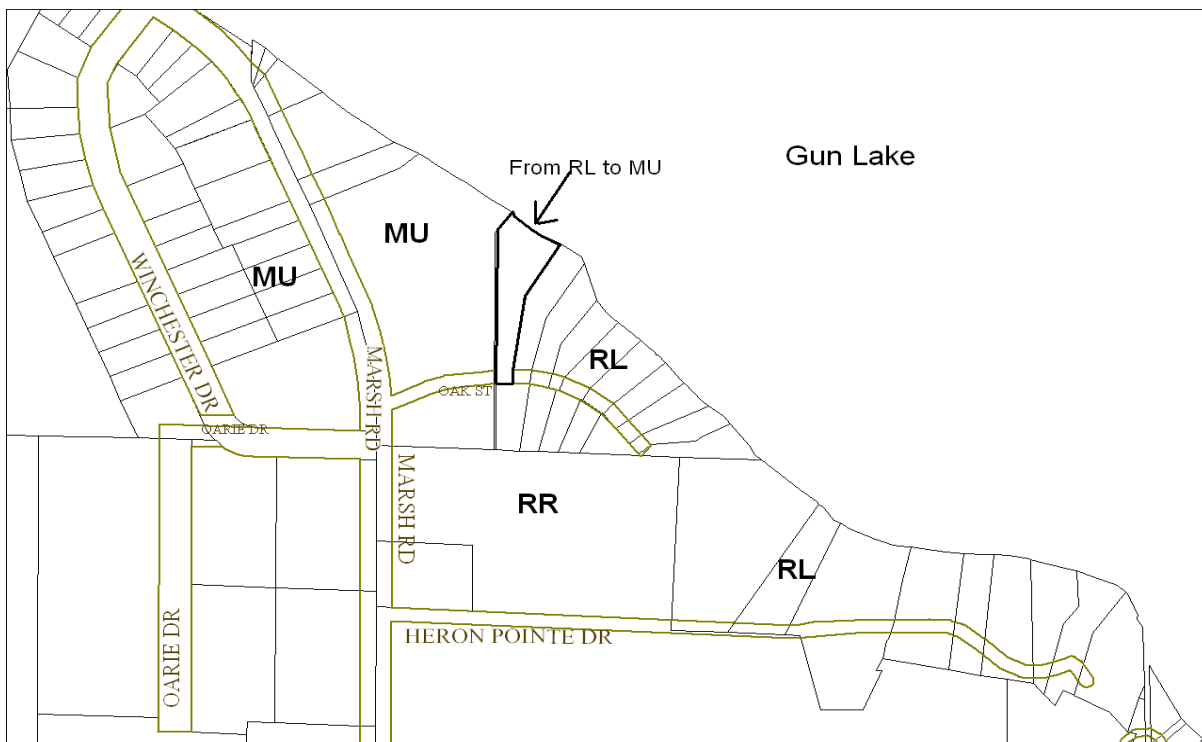 Gun Lake
From RL to MU
MU
MU
WINCHESTER DR
MARSH RD
RL
OAK ST
OARIE DR
MARSH RD
RR
RL
OARIE DR
HERON POINTE DR